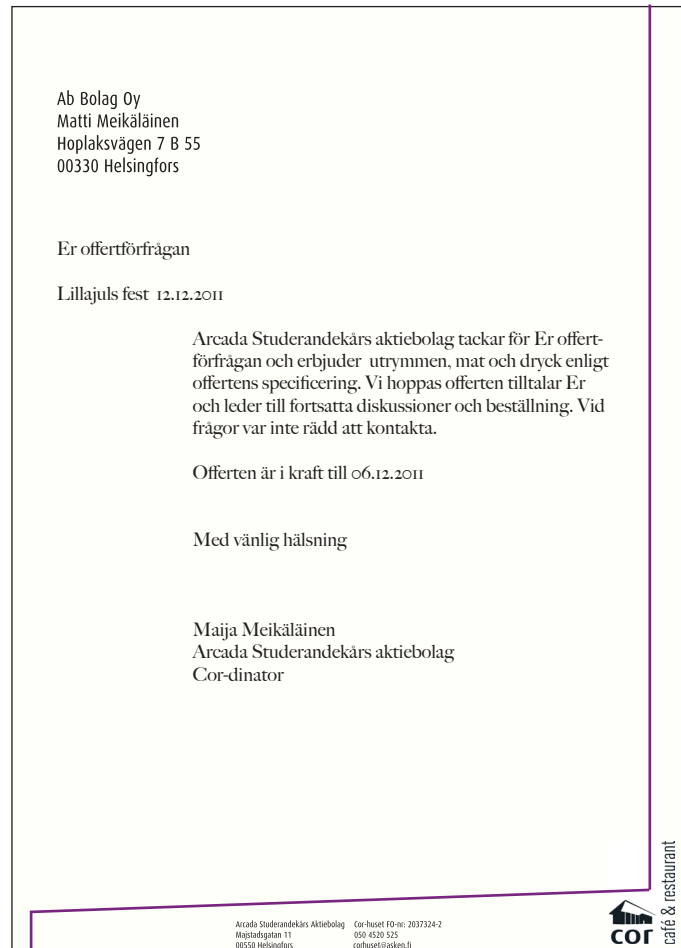 Ab Bolag Oy
Matti Meikäläinen
Hoplaksvägen 7 B 55
00330 Helsingfors
Er offertförfrågan
Lillajuls fest 12.12.2011
Arcada Studerandekårs aktiebolag tackar för Er offert-
förfrågan och erbjuder utrymmen, mat och dryck enligt
offertens specificering. Vi hoppas offerten tilltalar Er
och leder till fortsatta diskussioner och beställning. Vid
frågor var inte rädd att kontakta.
Offerten är i kraft till 06.12.2011
Med vänlig hälsning
Maija Meikäläinen
Arcada Studerandekårs aktiebolag
Cor-dinator
Arcada Studerandekårs Aktiebolag Cor-huset FO-nr: 2037324-2
Majstadsgatan 11 050 4520 525
00550 Helsingfors corhuset@asken.fi
cor
café & restaurant